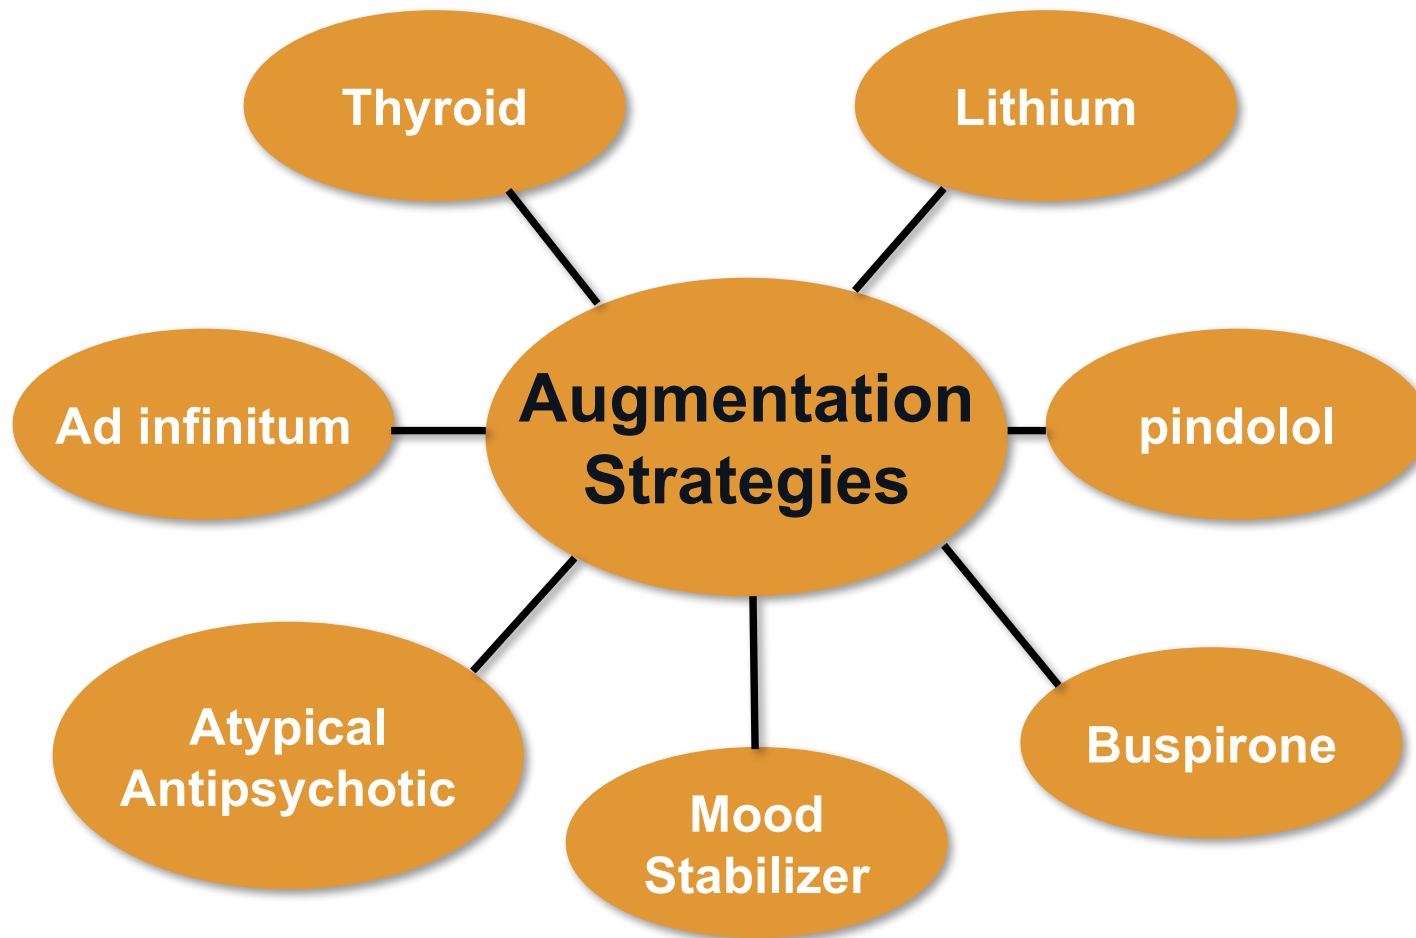 Thyroid
Lithium
Augmentation
Strategies
Ad infinitum
pindolol
Atypical
Antipsychotic
Mood
Stabilizer
Buspirone